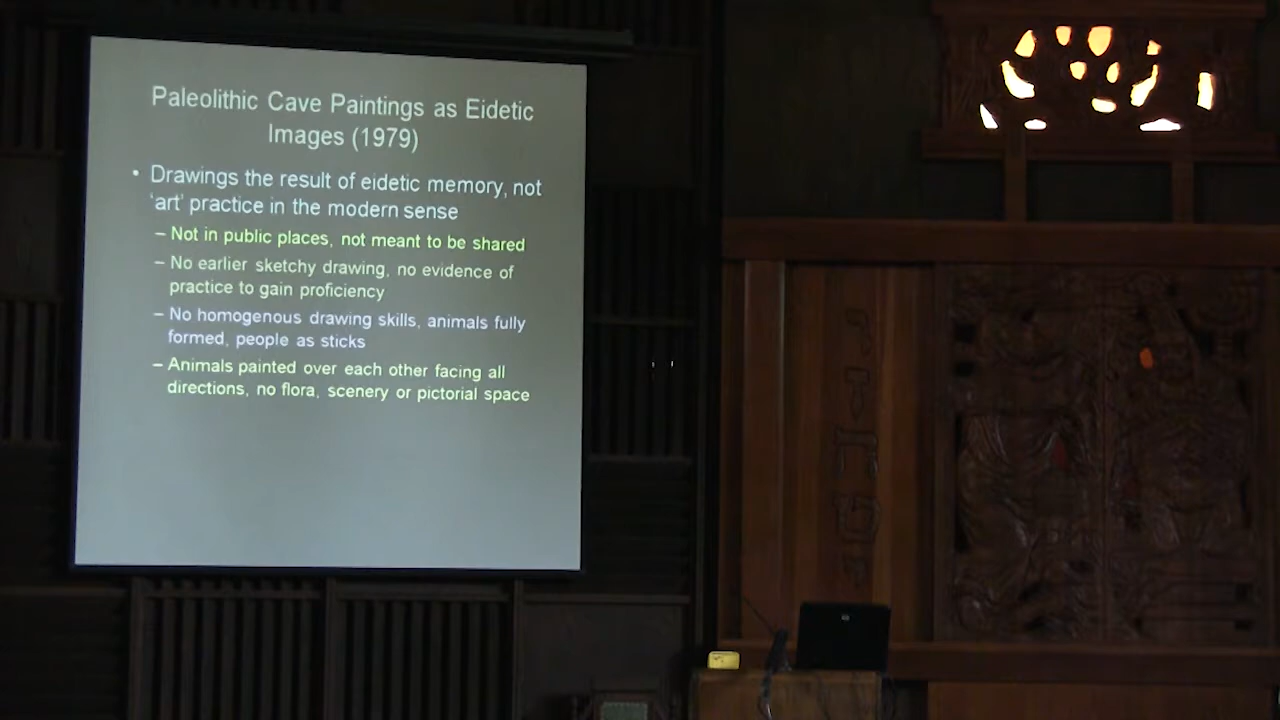 Paleolithic Cave Paintings as Eidetic
Images (1979)
• Drawings the result of eidetic memory, not
'art' practice in the modern sense
– Not in public places, not meant to be shared
– No earlier sketchy drawing, no evidence of
practice to gain proficiency
– No homogenous drawing skills, animals fully
formed, people as sticks
– Animals painted over each other facing all
directions, no flora, scenery or pictorial space